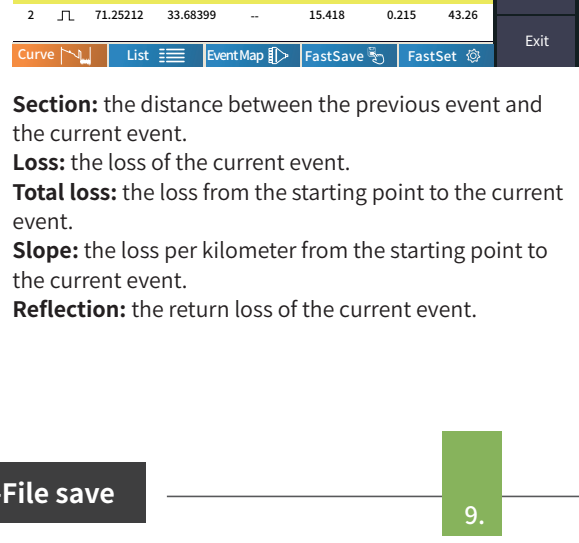 2 71.25212 33.68399 -- 15.418 0.215 43.26
Exit
Curve List Event Map FastSave FastSet
Section: the distance between the previous event and
the current event.
Loss: the loss of the current event.
Total loss: the loss from the starting point to the current
event.
Slope: the loss per kilometer from the starting point to
the current event.
Reflection: the return loss of the current event.
File save
9.